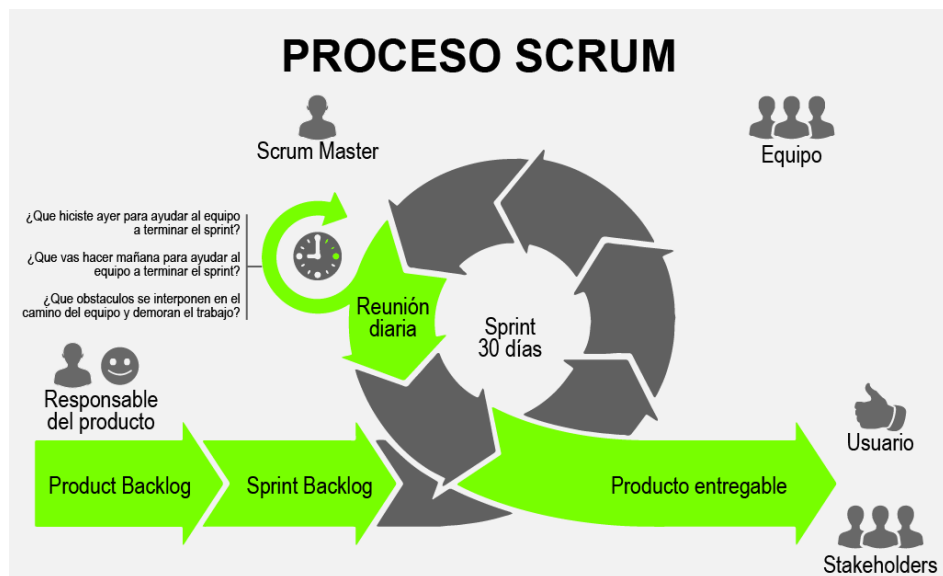 PROCESO SCRUM
Scrum Master
Equipo
¿Que hiciste ayer para ayudar al equipo
a terminar el sprint?
¿Que vas hacer mañana para ayudar al
equipo a terminar el sprint?
¿Que obstaculos se interponen en el
camino del equipo y demoran el trabajo?
Reunión
diaria
Sprint
30 días
Responsable
del producto
Usuario
Product Backlog
Sprint Backlog
Producto entregable
Stakeholders